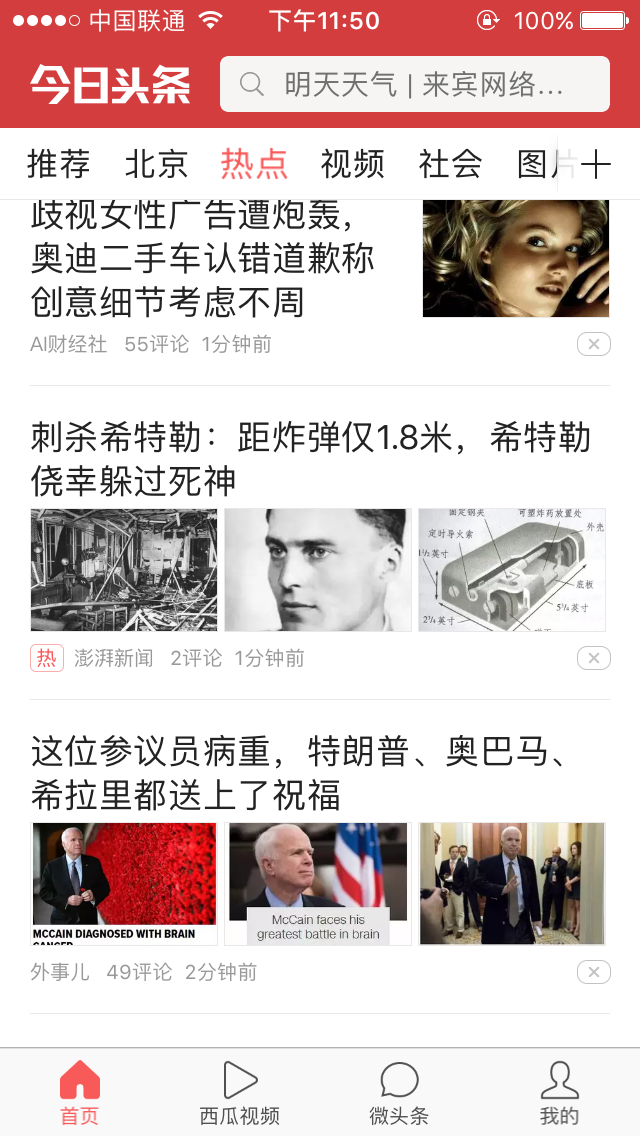 中国联通 下午11:50 100%
今日头条 明天天气 | 来宾网络...
推荐 北京 热点 视频 社会 图片
歧视女性广告遭炮轰，
奥迪二手车认错道歉称
创意细节考虑不周
AI财经社 55评论 1分钟前
刺杀希特勒：距炸弹仅1.8米，希特勒
侥幸躲过死神
固定钢夹 可塑炸药放置处
定时导火索 外壳
1½英寸
底板
5¼英寸
2¼英寸
热 澎湃新闻 2评论 1分钟前
这位参议员病重，特朗普、奥巴马、
希拉里都送上了祝福
MCCAIN DIAGNOSED WITH BRAIN
CANCER
McCain faces his
greatest battle in brain
外事儿 49评论 2分钟前
首页 西瓜视频 微头条 我的